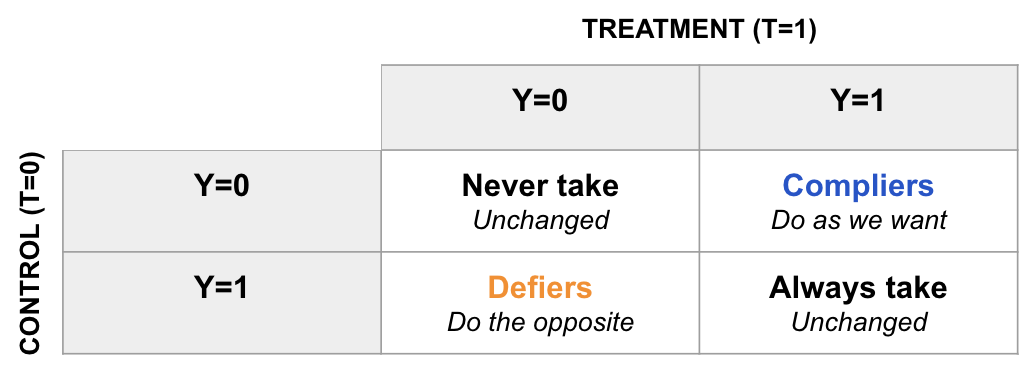 TREATMENT (T=1)
Y=0
Y=1
CONTROL (T=0)
Y=0
Never take
Unchanged
Compliers
Do as we want
Y=1
Defiers
Do the opposite
Always take
Unchanged